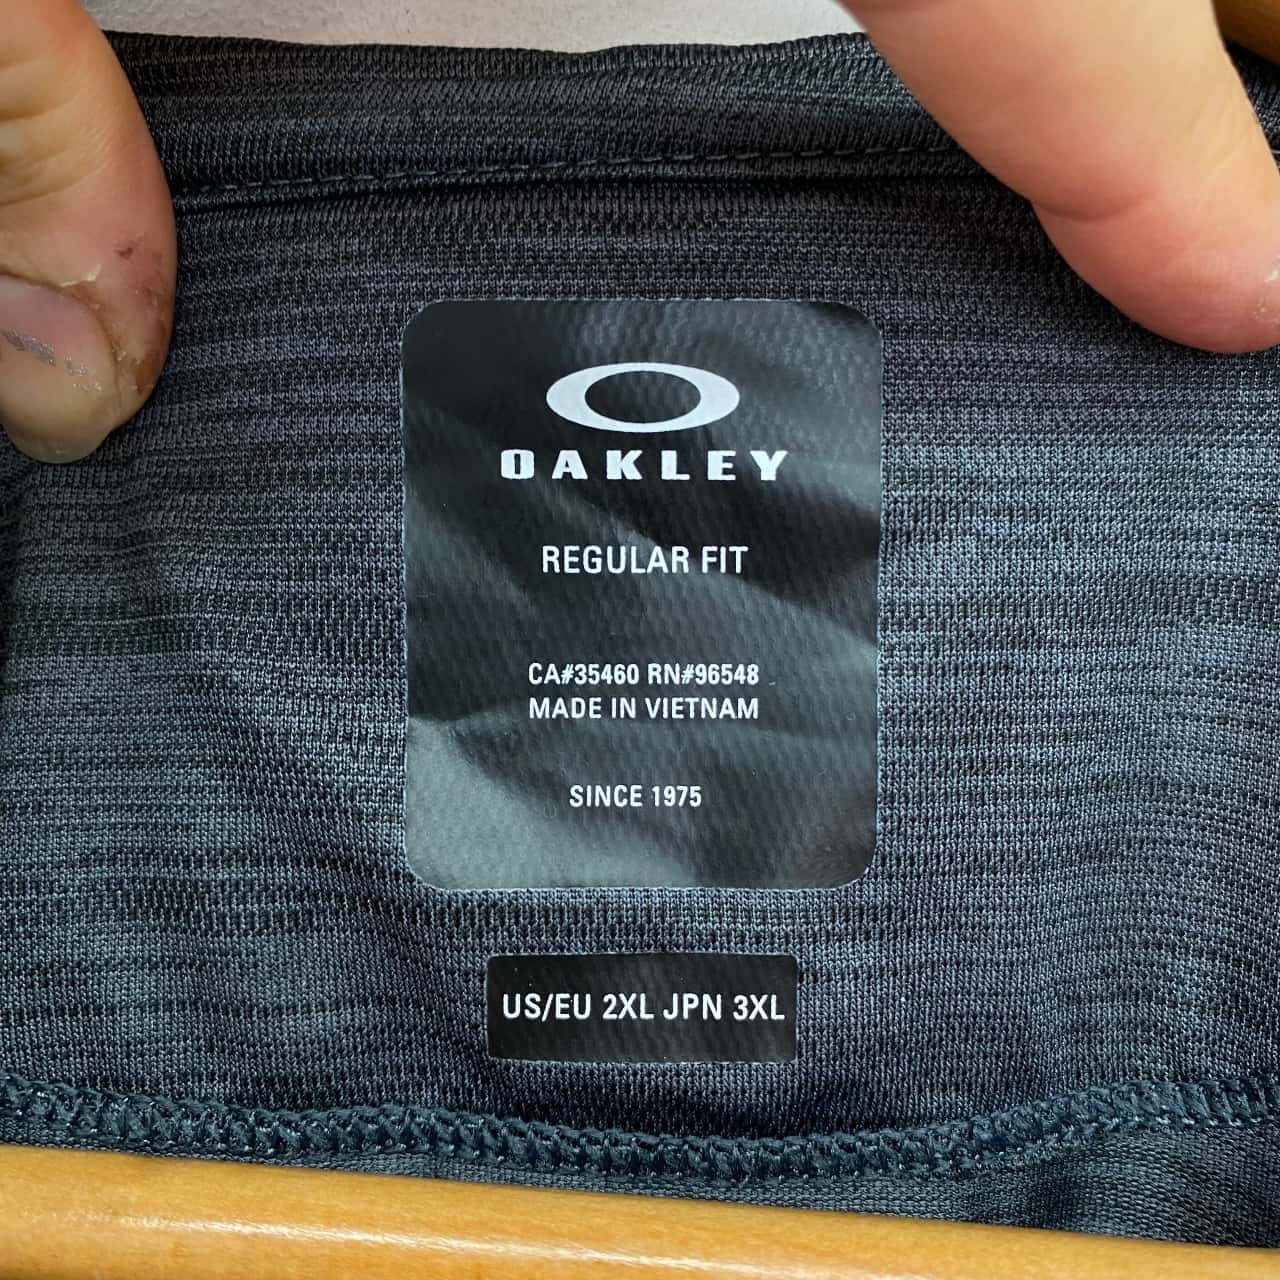 OAKLEY
REGULAR FIT
CA#35460 RN#96548
MADE IN VIETNAM
SINCE 1975
US/EU 2XL JPN 3XL